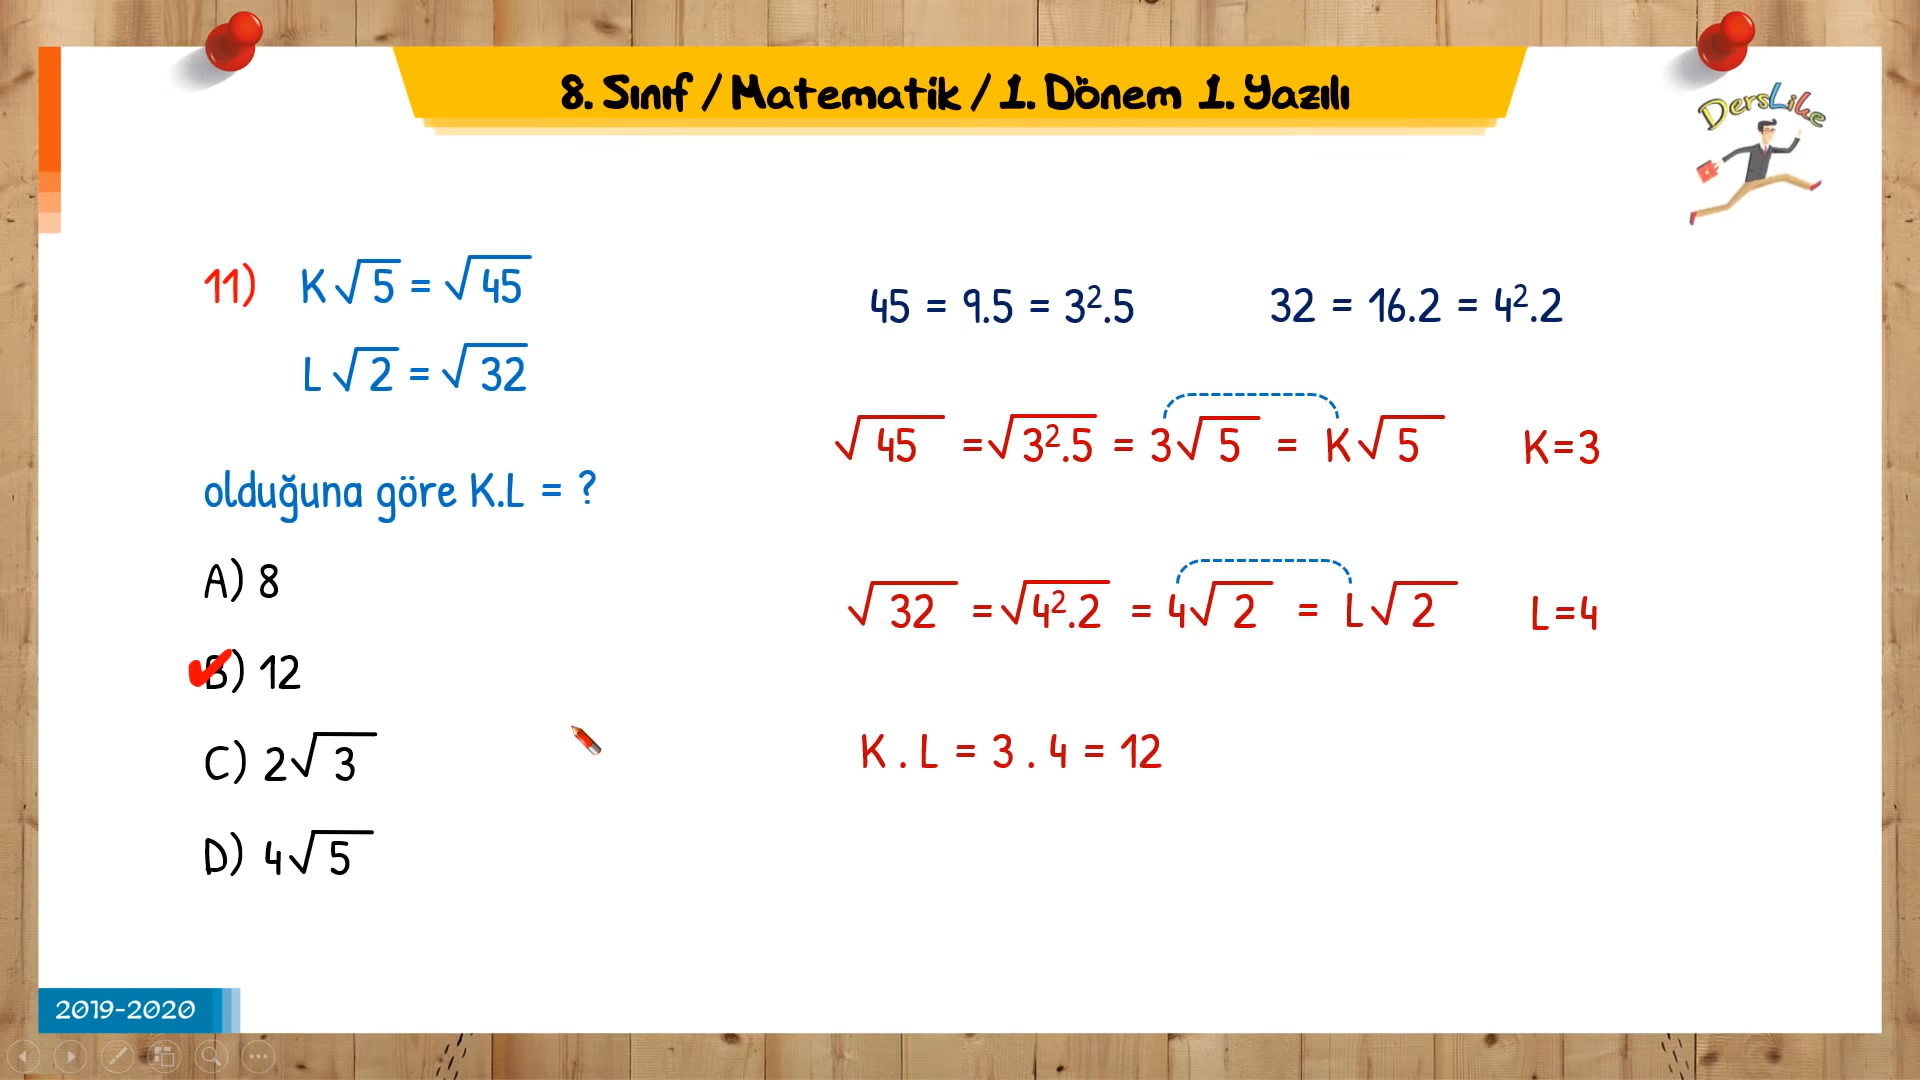 8. Sınıf / Matematik / 1. Dönem 1. Yazılı
DersLike
11) K√5 = √45
L√2 = √32
olduğuna göre K.L = ?
A) 8
B) 12
C) 2√3
D) 4√5
45 = 9.5 = 3².5
32 = 16.2 = 4².2
√45 = √3².5 = 3√5 = K√5 K=3
√32 = √4².2 = 4√2 = L√2 L=4
K . L = 3 . 4 = 12
2019-2020